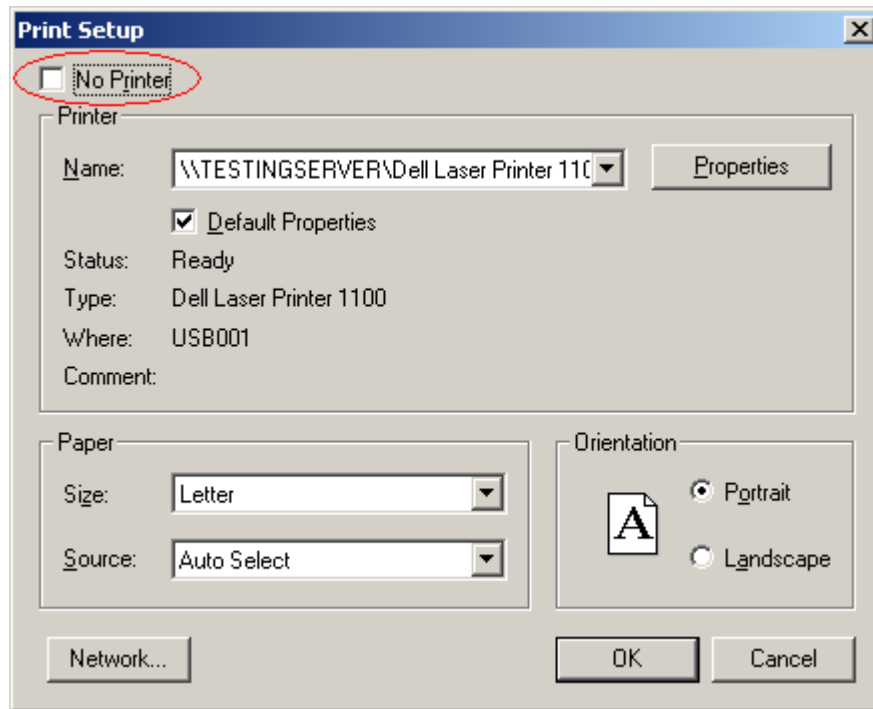 Print Setup
No Printer
Printer
Name: \\TESTINGSERVER\Dell Laser Printer 110 Properties
Default Properties
Status: Ready
Type: Dell Laser Printer 1100
Where: USB001
Comment:
Paper
Size: Letter
Source: Auto Select
Orientation
A
Portrait
Landscape
Network...
OK
Cancel